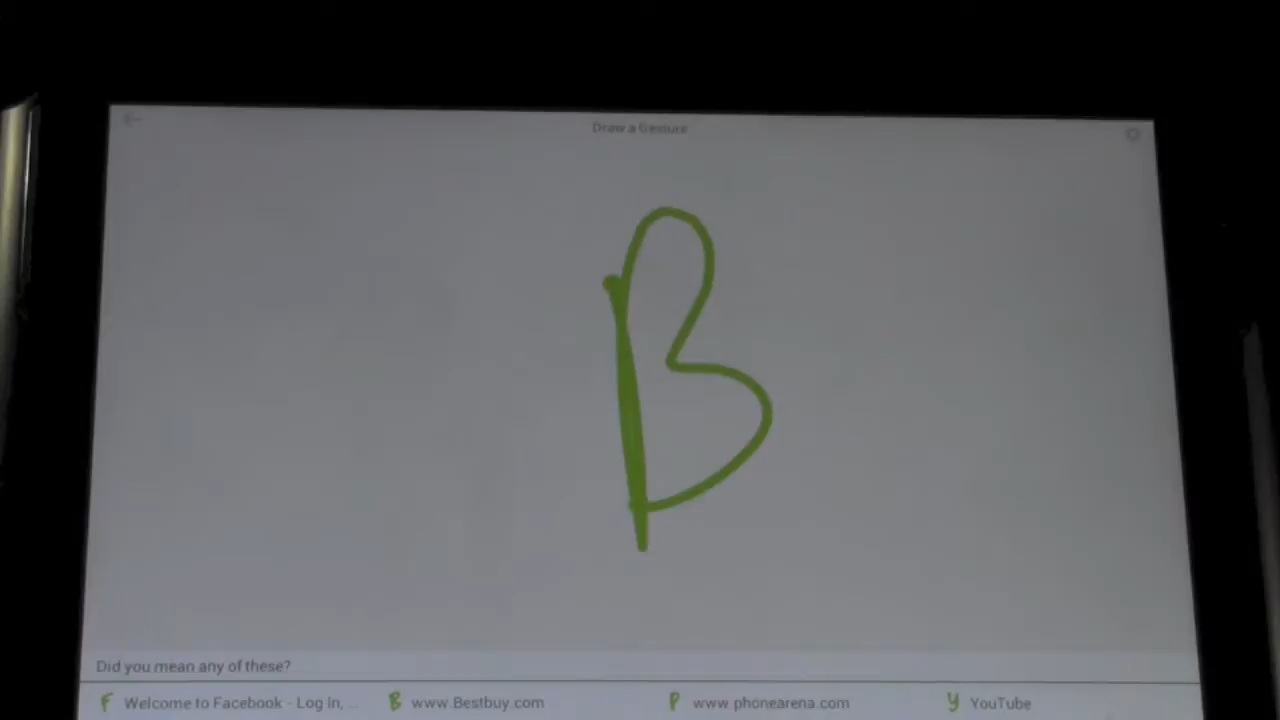 Draw a Gesture
B
Did you mean any of these?
F Welcome to Facebook - Log In, ... B www.Bestbuy.com P www.phonearena.com y YouTube